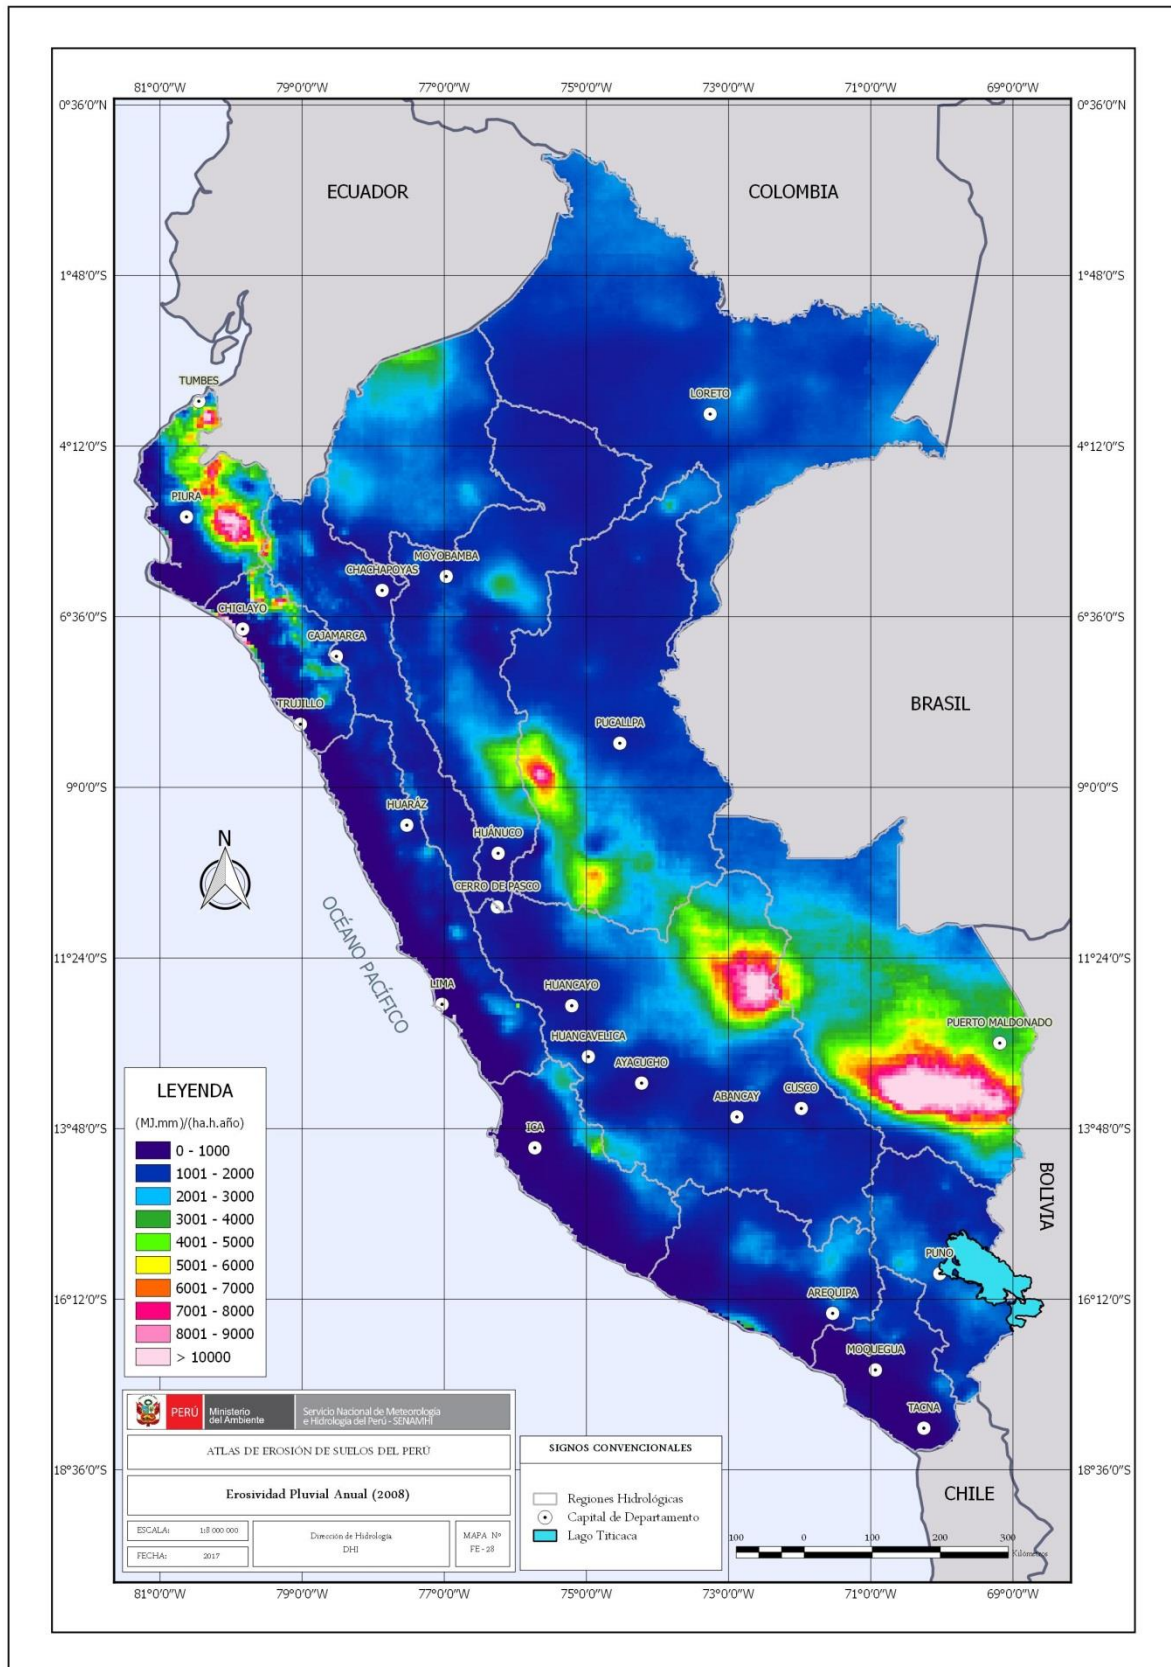 81°0'0"W 79°0'0"W 77°0'0"W 75°0'0"W 73°0'0"W 71°0'0"W 69°0'0"W
0°36'0"N 0°36'0"N
ECUADOR
COLOMBIA
1°48'0"S 1°48'0"S
TUMBES
LORETO
4°12'0"S 4°12'0"S
PIURA
MOYOBAMBA
CHACHAPOYAS
6°36'0"S 6°36'0"S
CHICLAYO
CAJAMARCA
TRUJILLO
BRASIL
PUCALLPA
9°0'0"S 9°0'0"S
HUARÁZ
N
HUÁNUCO
CERRO DE PASCO
OCÉANO PACÍFICO
11°24'0"S 11°24'0"S
LIMA
HUANCAYO
PUERTO MALDONADO
HUANCAVELICA
AYACUCHO
ABANCAY
CUSCO
13°48'0"S 13°48'0"S
ICA
BOLIVIA
PUNO
16°12'0"S 16°12'0"S
AREQUIPA
MOQUEGUA
TACNA
18°36'0"S 18°36'0"S
CHILE
LEYENDA
(MJ.mm)/(ha.h.año)
0 - 1000
1001 - 2000
2001 - 3000
3001 - 4000
4001 - 5000
5001 - 6000
6001 - 7000
7001 - 8000
8001 - 9000
> 10000
PERÚ
Ministerio
del Ambiente
Servicio Nacional de Meteorología
e Hidrología del Perú - SENAMHI
ATLAS DE EROSIÓN DE SUELOS DEL PERÚ
Erosividad Pluvial Anual (2008)
ESCALA: 1:8 000 000
FECHA: 2017
Dirección de Hidrología
DHI
MAPA Nº
FE - 28
SIGNOS CONVENCIONALES
Regiones Hidrológicas
Capital de Departamento
Lago Titicaca
100 0 100 200 300
Kilómetros
81°0'0"W 79°0'0"W 77°0'0"W 75°0'0"W 73°0'0"W 71°0'0"W 69°0'0"W